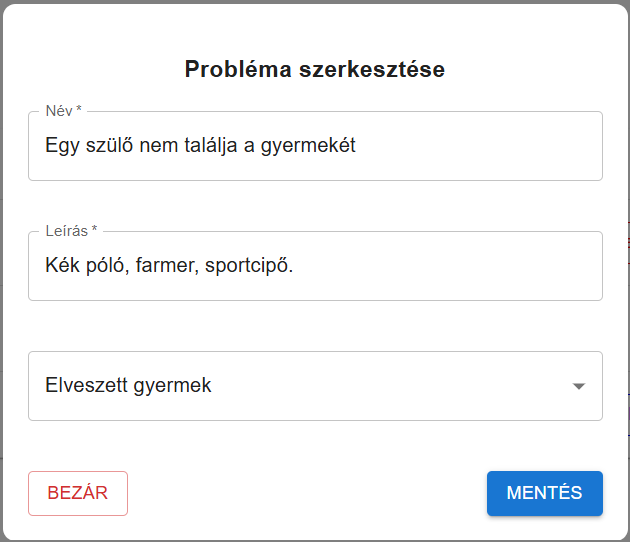 Probléma szerkesztése
Név *
Egy szülő nem találja a gyermekét
Leírás *
Kék póló, farmer, sportcipő.
Elveszett gyermek
BEZÁR
MENTÉS